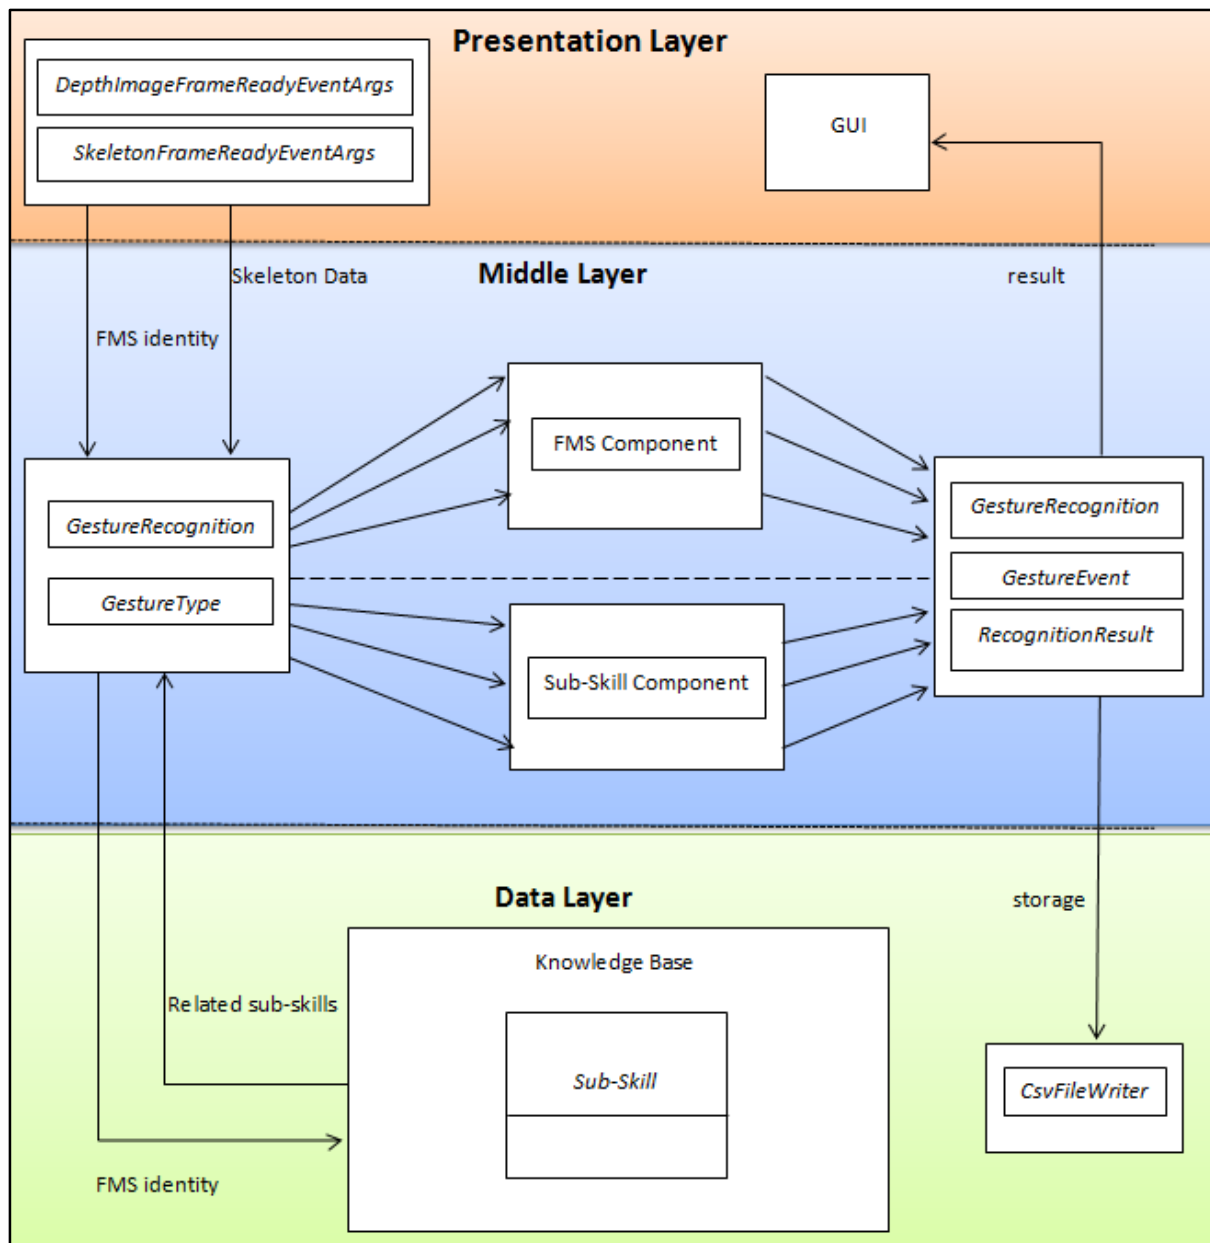 Presentation Layer
DepthImageFrameReadyEventArgs
SkeletonFrameReadyEventArgs
GUI
Middle Layer
Skeleton Data
result
FMS identity
FMS Component
GestureRecognition
GestureType
GestureRecognition
GestureEvent
RecognitionResult
Sub-Skill Component
Data Layer
storage
Knowledge Base
Related sub-skills
Sub-Skill
CsvFileWriter
FMS identity